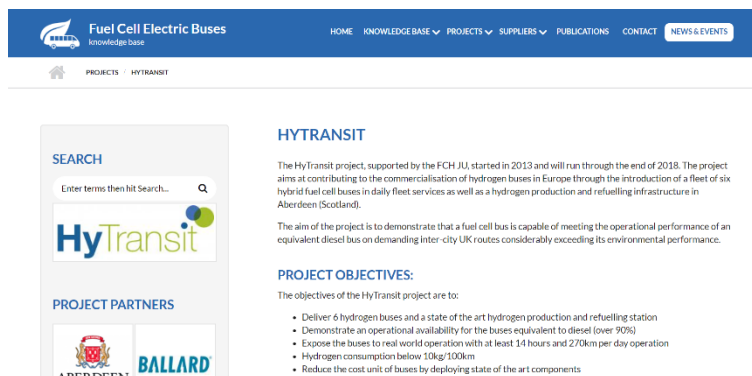 Fuel Cell Electric Buses
knowledge base
HOME KNOWLEDGE BASE PROJECTS SUPPLIERS PUBLICATIONS CONTACT NEWS & EVENTS
PROJECTS / HYTRANSIT
SEARCH
Enter terms then hit Search...
HyTransit
PROJECT PARTNERS
ABERDEEN
BALLARD
HYTRANSIT
The HyTransit project, supported by the FCH JU, started in 2013 and will run through the end of 2018. The project
aims at contributing to the commercialisation of hydrogen buses in Europe through the introduction of a fleet of six
hybrid fuel cell buses in daily fleet services as well as a hydrogen production and refuelling infrastructure in
Aberdeen (Scotland).
The aim of the project is to demonstrate that a fuel cell bus is capable of meeting the operational performance of an
equivalent diesel bus on demanding inter-city UK routes considerably exceeding its environmental performance.
PROJECT OBJECTIVES:
The objectives of the HyTransit project are to:
• Deliver 6 hydrogen buses and a state of the art hydrogen production and refuelling station
• Demonstrate an operational availability for the buses equivalent to diesel (over 90%)
• Expose the buses to real world operation with at least 14 hours and 270km per day operation
• Hydrogen consumption below 10kg/100km
• Reduce the cost unit of buses by deploying state of the art components